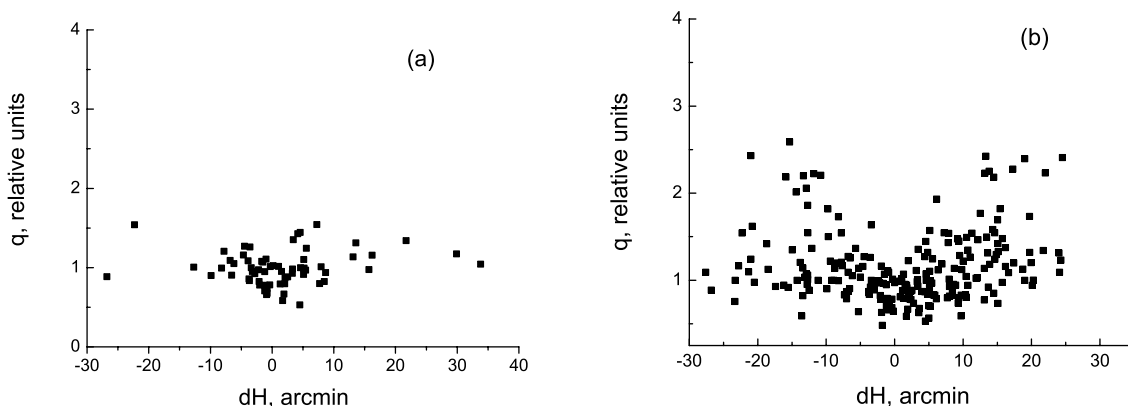 (a)
q, relative units
4
3
2
1
0
-30 -20 -10 0 10 20 30 40
dH, arcmin
(b)
q, relative units
4
3
2
1
-30 -20 -10 0 10 20 30
dH, arcmin